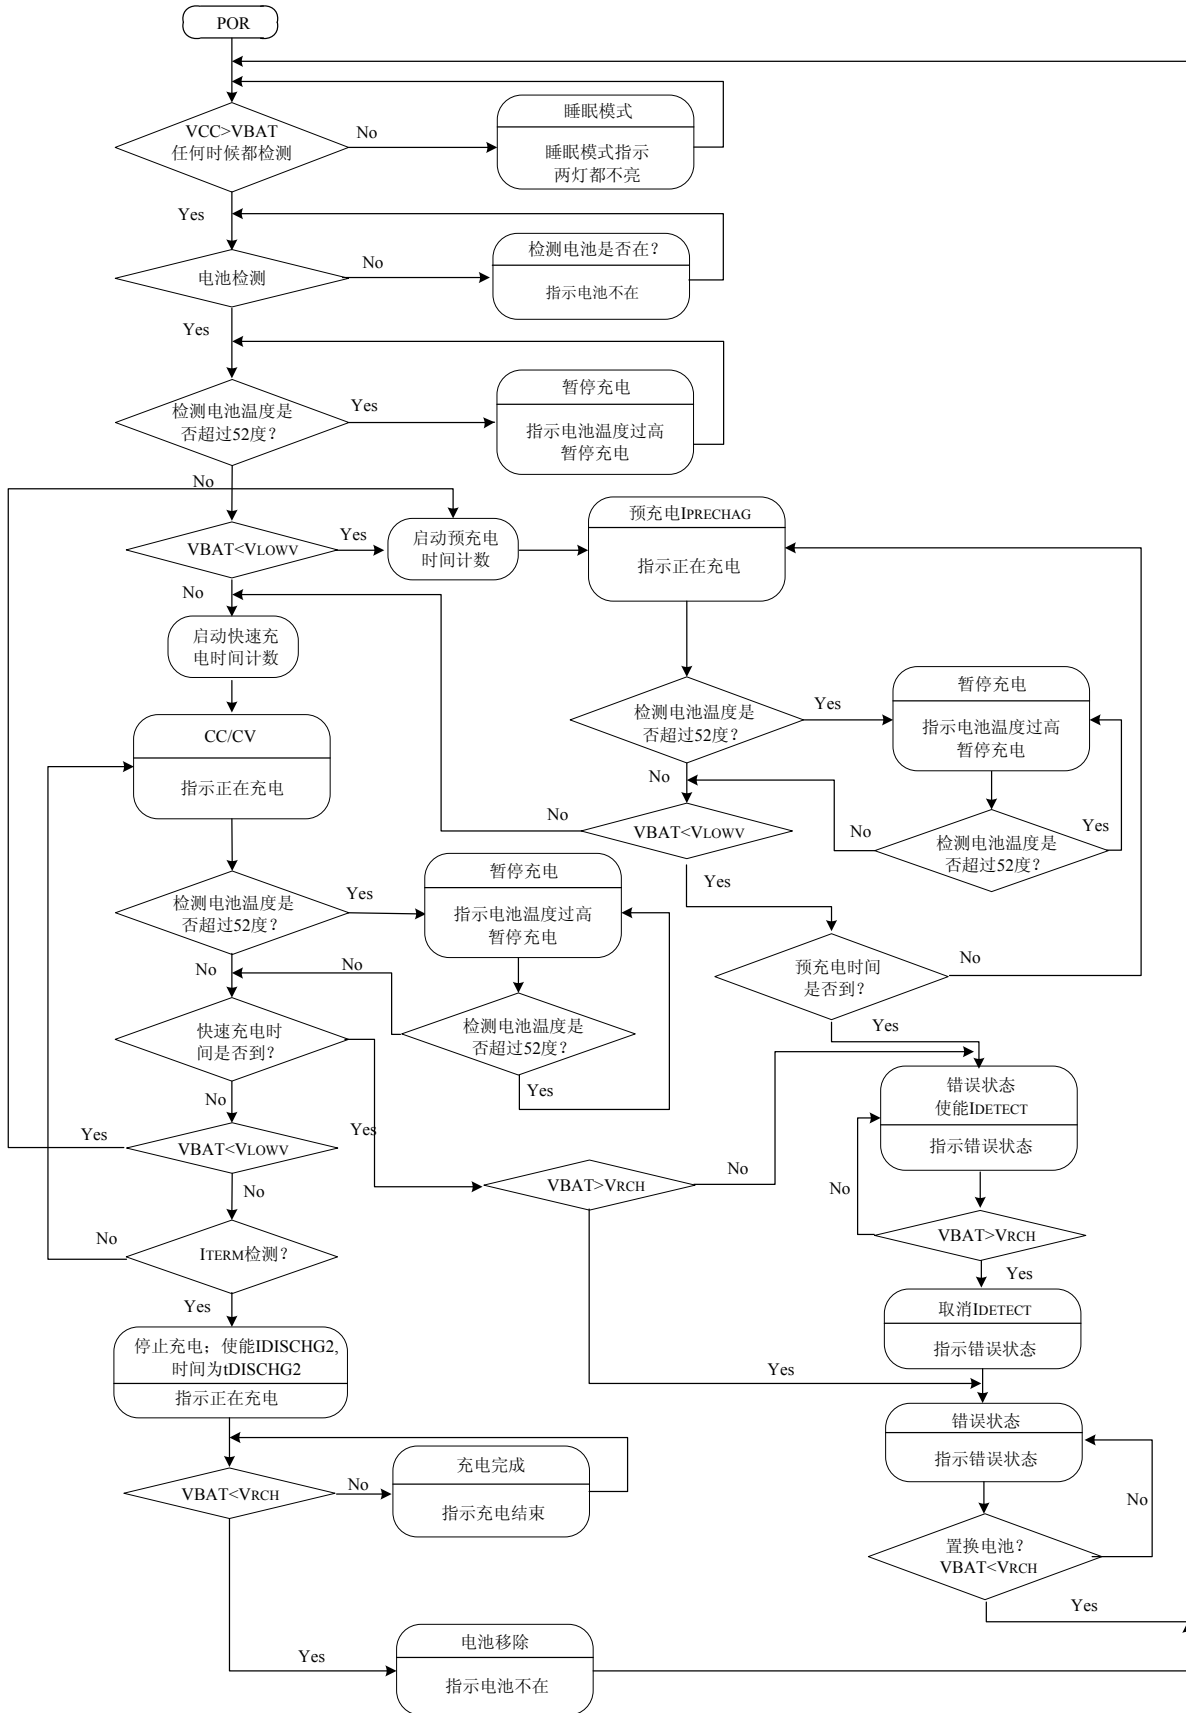 POR
VCC>VBAT
任何时候都检测
No
睡眠模式
睡眠模式指示
两灯都不亮
Yes
电池检测
No
检测电池是否在？
指示电池不在
Yes
检测电池温度是
否超过52度？
Yes
暂停充电
指示电池温度过高
暂停充电
No
VBAT<VLOWV
Yes
启动预充电
时间计数
预充电IPRECHAG
指示正在充电
No
启动快速充
电时间计数
CC/CV
指示正在充电
检测电池温度是
否超过52度？
Yes
暂停充电
指示电池温度过高
暂停充电
No
No
VBAT<VLOWV
No
检测电池温度是
否超过52度？
Yes
Yes
预充电时间
是否到？
No
Yes
检测电池温度是
否超过52度？
Yes
暂停充电
指示电池温度过高
暂停充电
No
No
检测电池温度是
否超过52度？
Yes
快速充电时
间是否到？
No
Yes
Yes
VBAT<VLOWV
No
VBAT>VRCH
No
错误状态
使能IDETECT
指示错误状态
No
VBAT>VRCH
Yes
取消IDETECT
指示错误状态
Yes
No
ITERM检测？
Yes
停止充电；使能IDISCHG2,
时间为tDISCHG2
指示正在充电
错误状态
指示错误状态
No
置换电池？
VBAT<VRCH
Yes
VBAT<VRCH
No
充电完成
指示充电结束
Yes
电池移除
指示电池不在